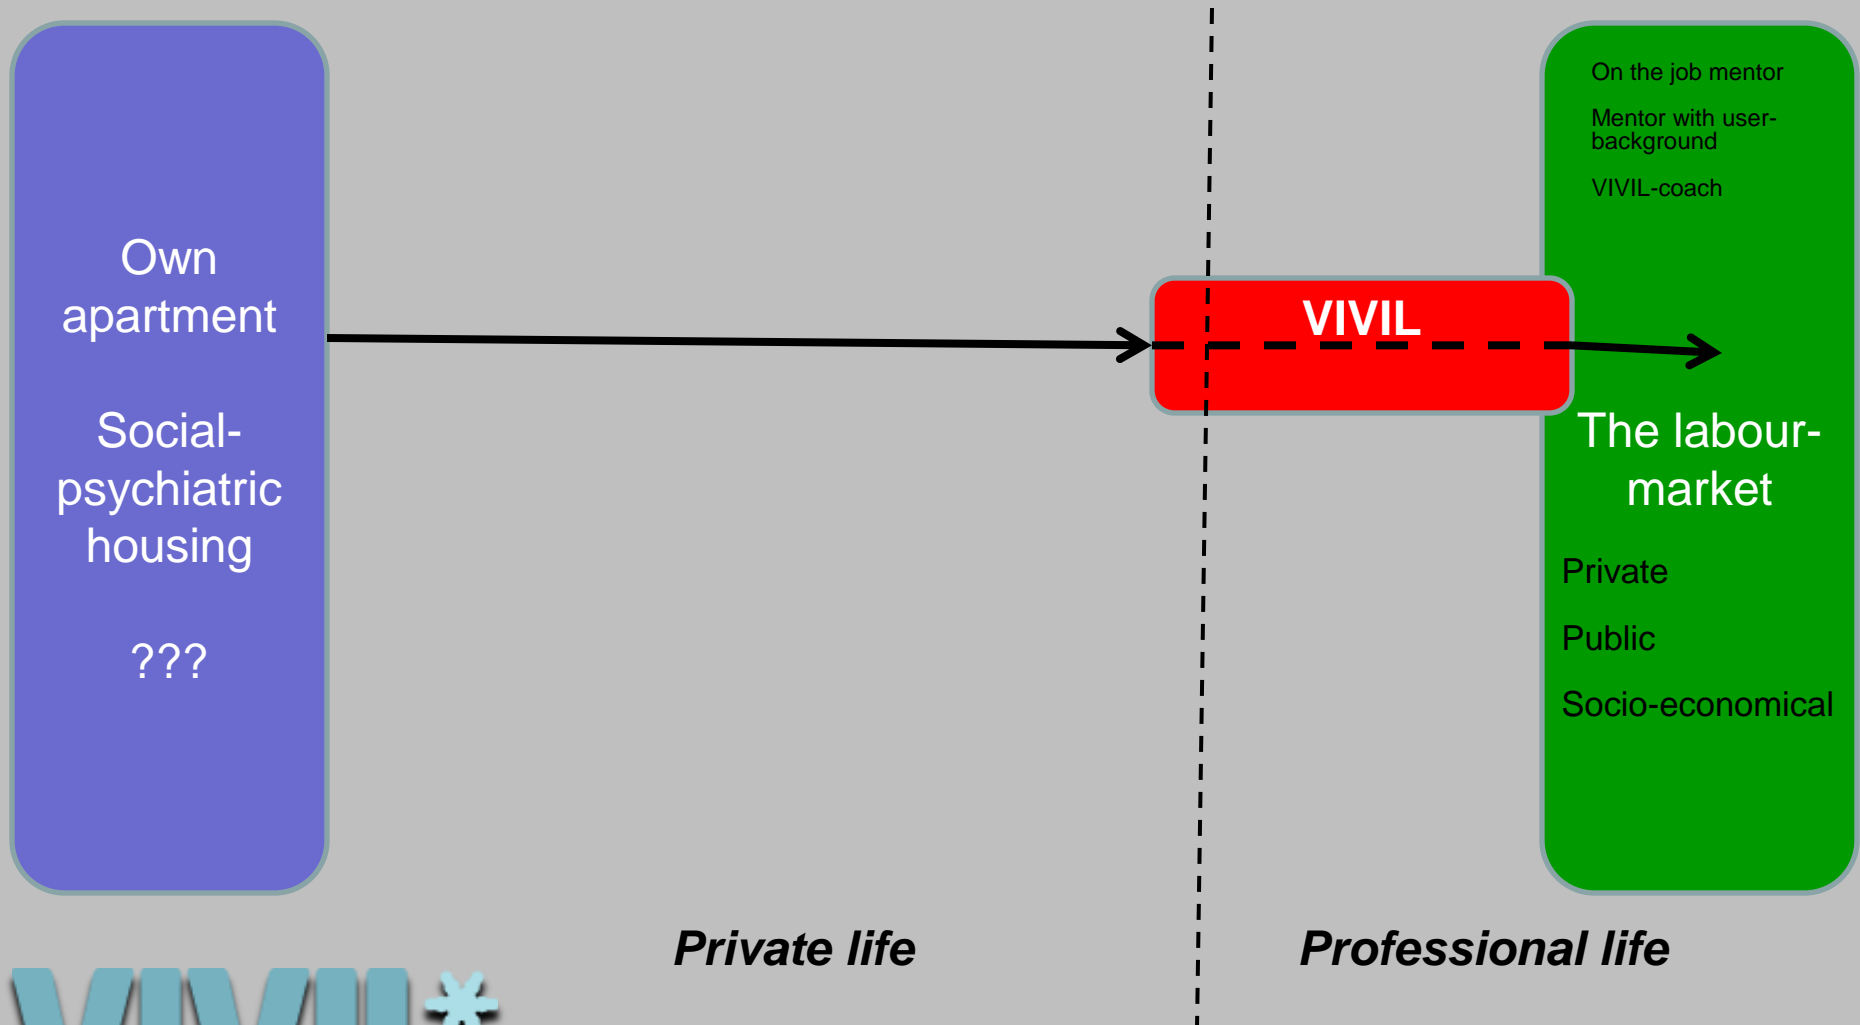 Own
apartment
Social-
psychiatric
housing
???
VIVIL
On the job mentor
Mentor with user-
background
VIVIL-coach
The labour-
market
Private
Public
Socio-economical
Private life
Professional life
VIVIL*